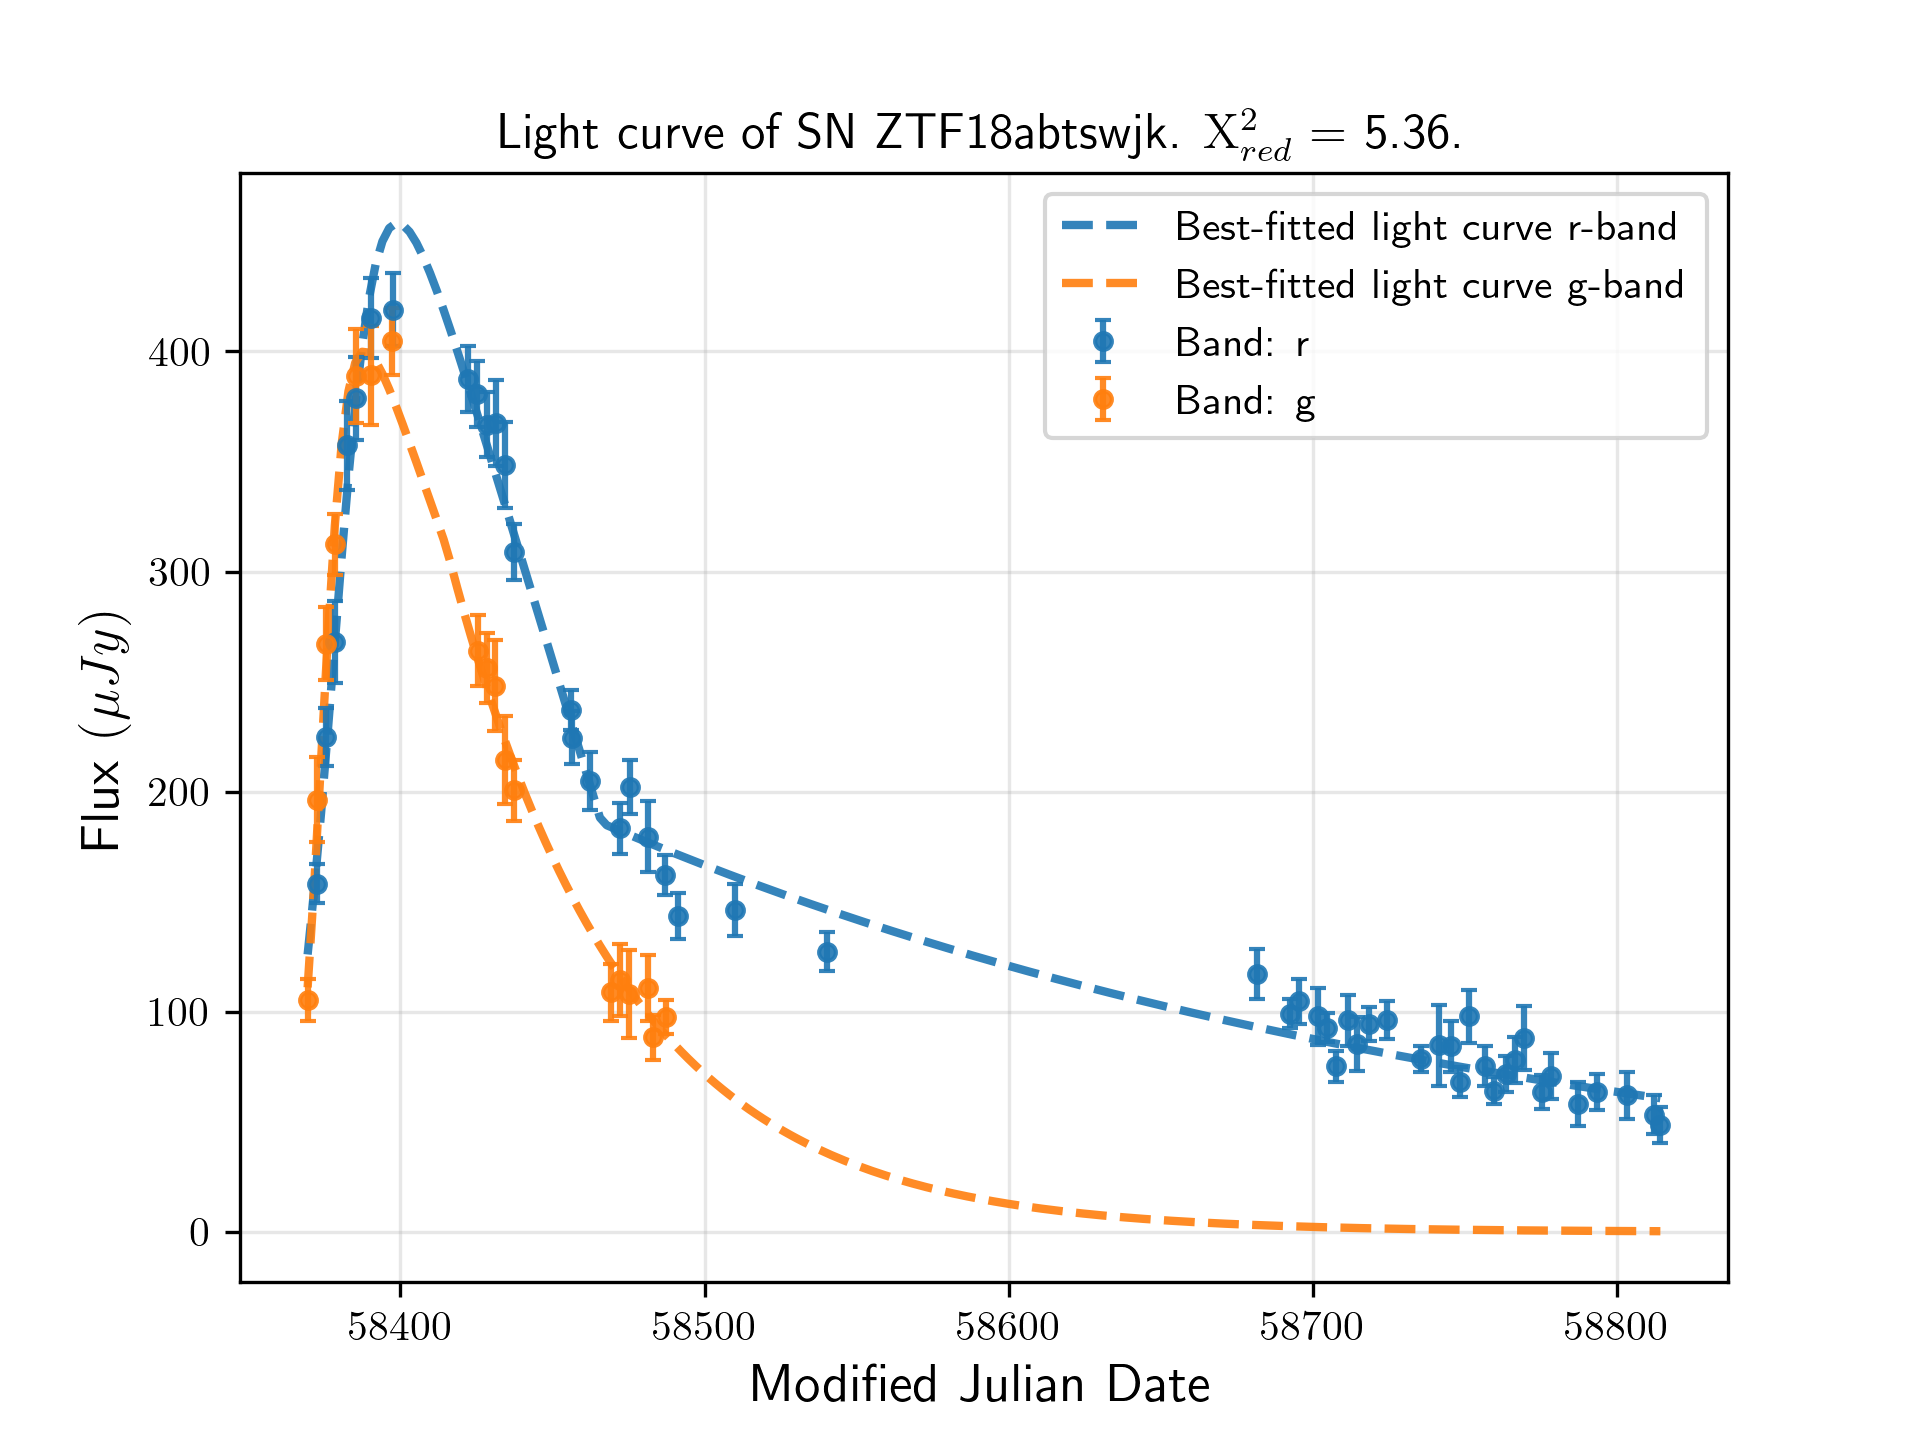 Light curve of SN ZTF18abtswjk. X²_red = 5.36.
Best-fitted light curve r-band
Best-fitted light curve g-band
Band: r
Band: g
Flux (μJy)
400
300
200
100
0
58400 58500 58600 58700 58800
Modified Julian Date